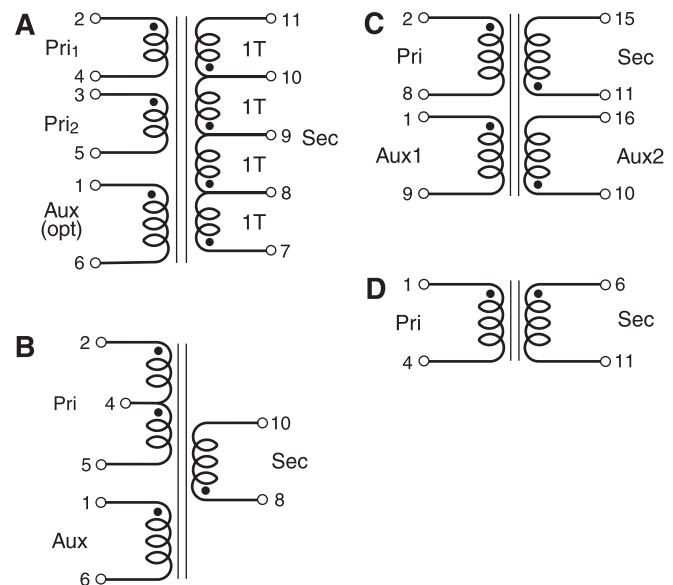 A
2
Pri1
4
3
Pri2
5
1
Aux
(opt)
6
11
1T
10
1T
9 Sec
1T
8
1T
7
B
2
Pri 4
5
1
Aux
6
10
Sec
8
C
2
Pri
8
1
Aux1
9
15
Sec
11
16
Aux2
10
D
1
Pri
4
6
Sec
11